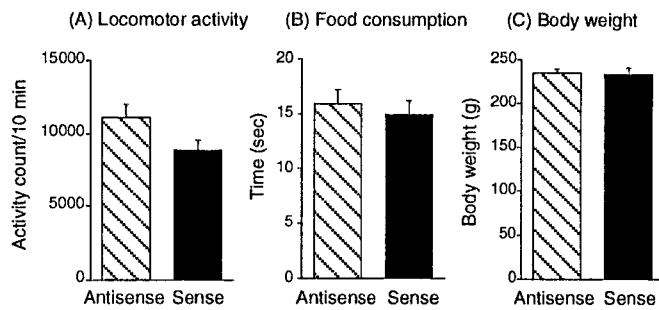 (A) Locomotor activity
(B) Food consumption
(C) Body weight
Activity count/10 min
15000
10000
5000
0
Antisense Sense
Time (sec)
20
15
10
5
0
Antisense Sense
Body weight (g)
250
200
150
100
50
0
Antisense Sense